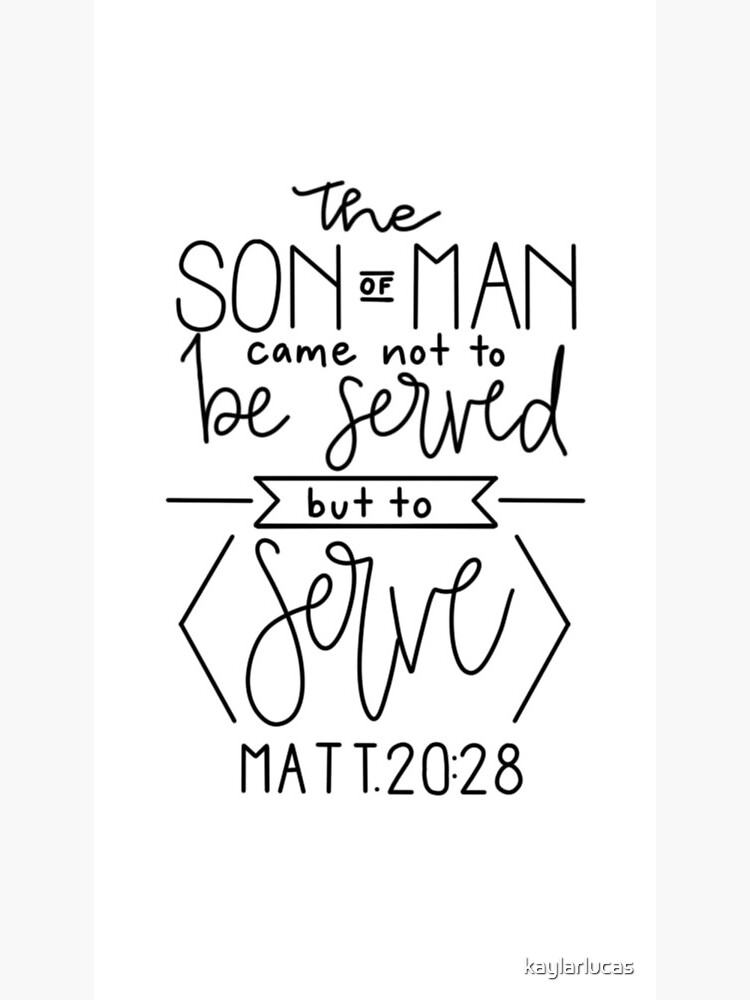 the
SON OF MAN
came not to
be served
but to
serve
MATT.20:28
kaylarlucas